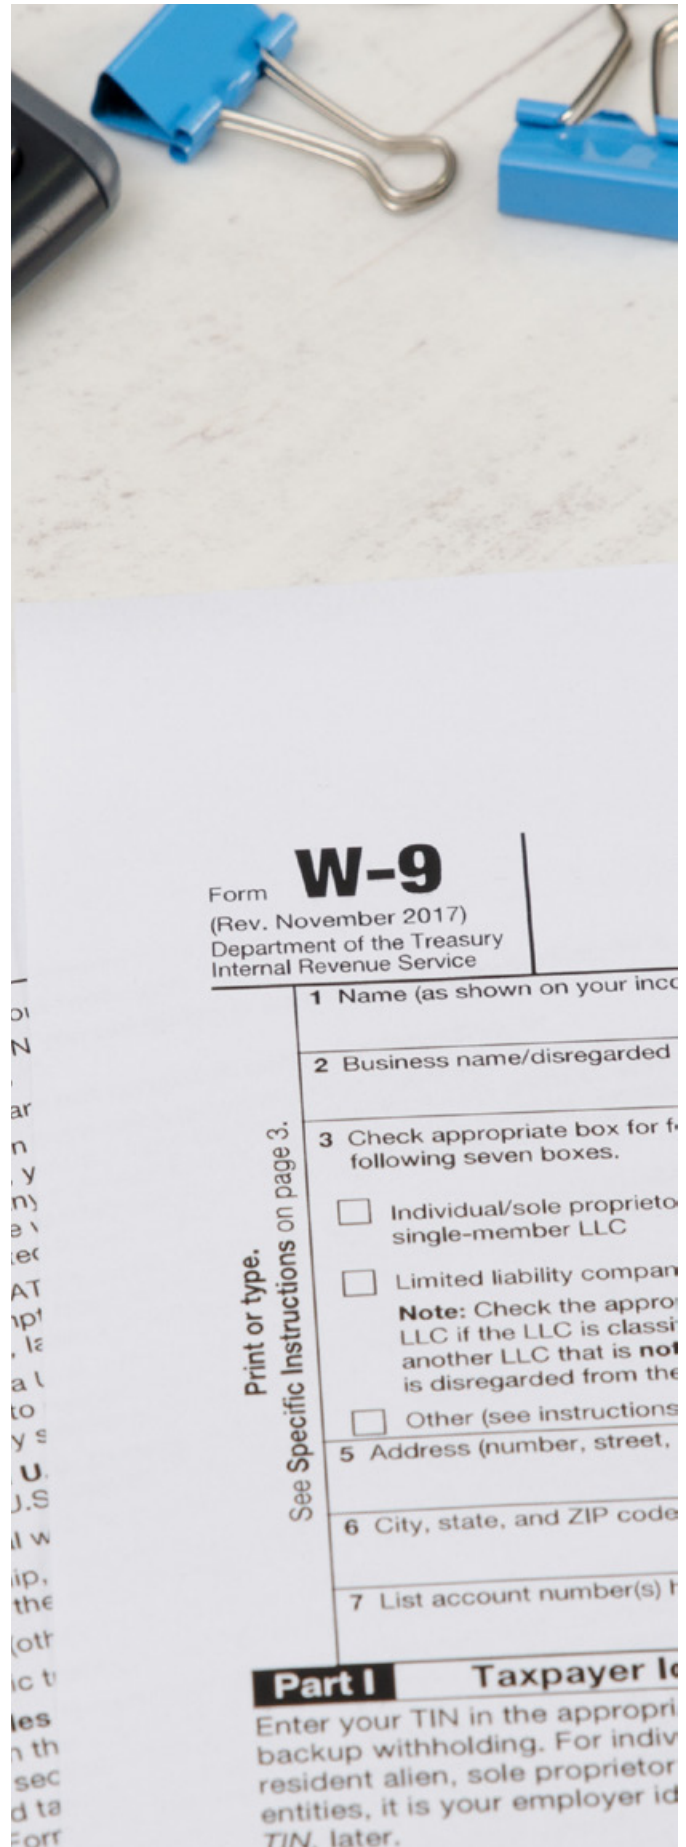 Form W-9
(Rev. November 2017)
Department of the Treasury
Internal Revenue Service
1 Name (as shown on your inco
2 Business name/disregarded
3 Check appropriate box for f
following seven boxes.
Individual/sole proprieto
single-member LLC
Limited liability compan
Note: Check the appro
LLC if the LLC is classi
another LLC that is not
is disregarded from the
Other (see instructions
5 Address (number, street,
6 City, state, and ZIP code
7 List account number(s) h
Print or type.
See Specific Instructions on page 3.
Part I Taxpayer Id
Enter your TIN in the appropri
backup withholding. For indiv
resident alien, sole proprietor
entities, it is your employer id
TIN, later.